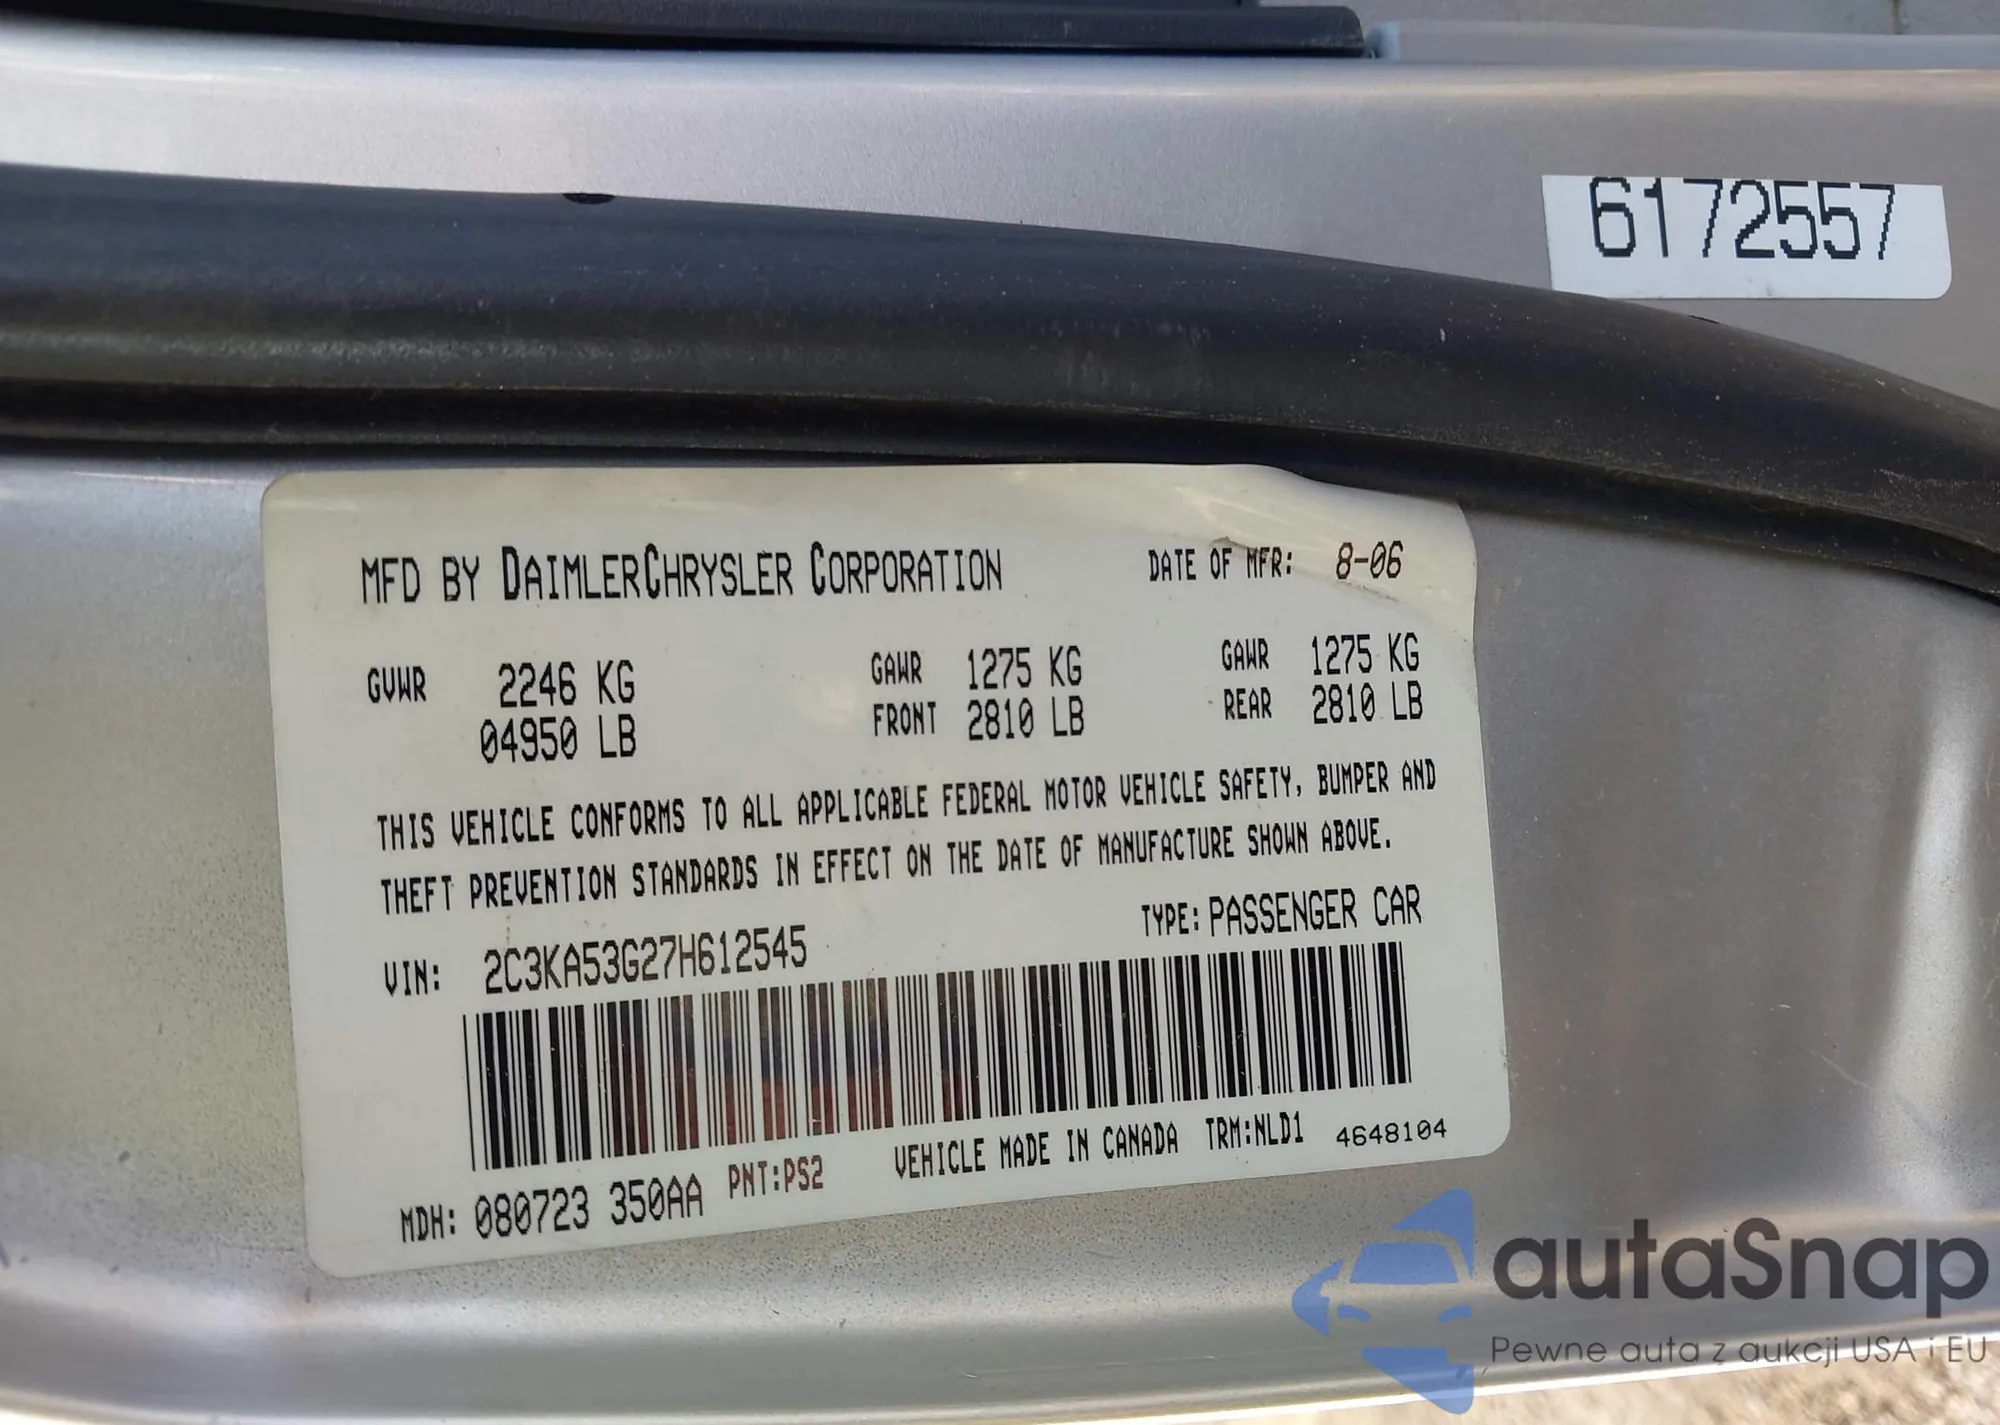 6172557
MFD BY DAIMLERCHRYSLER CORPORATION DATE OF MFR: 8-06
GVWR 2246 KG GAWR 1275 KG GAWR 1275 KG
04950 LB FRONT 2810 LB REAR 2810 LB
THIS VEHICLE CONFORMS TO ALL APPLICABLE FEDERAL MOTOR VEHICLE SAFETY, BUMPER AND
THEFT PREVENTION STANDARDS IN EFFECT ON THE DATE OF MANUFACTURE SHOWN ABOVE.
VIN: 2C3KA53G27H612545 TYPE: PASSENGER CAR
MDH: 080723 350AA PNT:PS2 VEHICLE MADE IN CANADA TRM:NLD1 4648104
autaSnap
Pewne auta z aukcji USA i EU